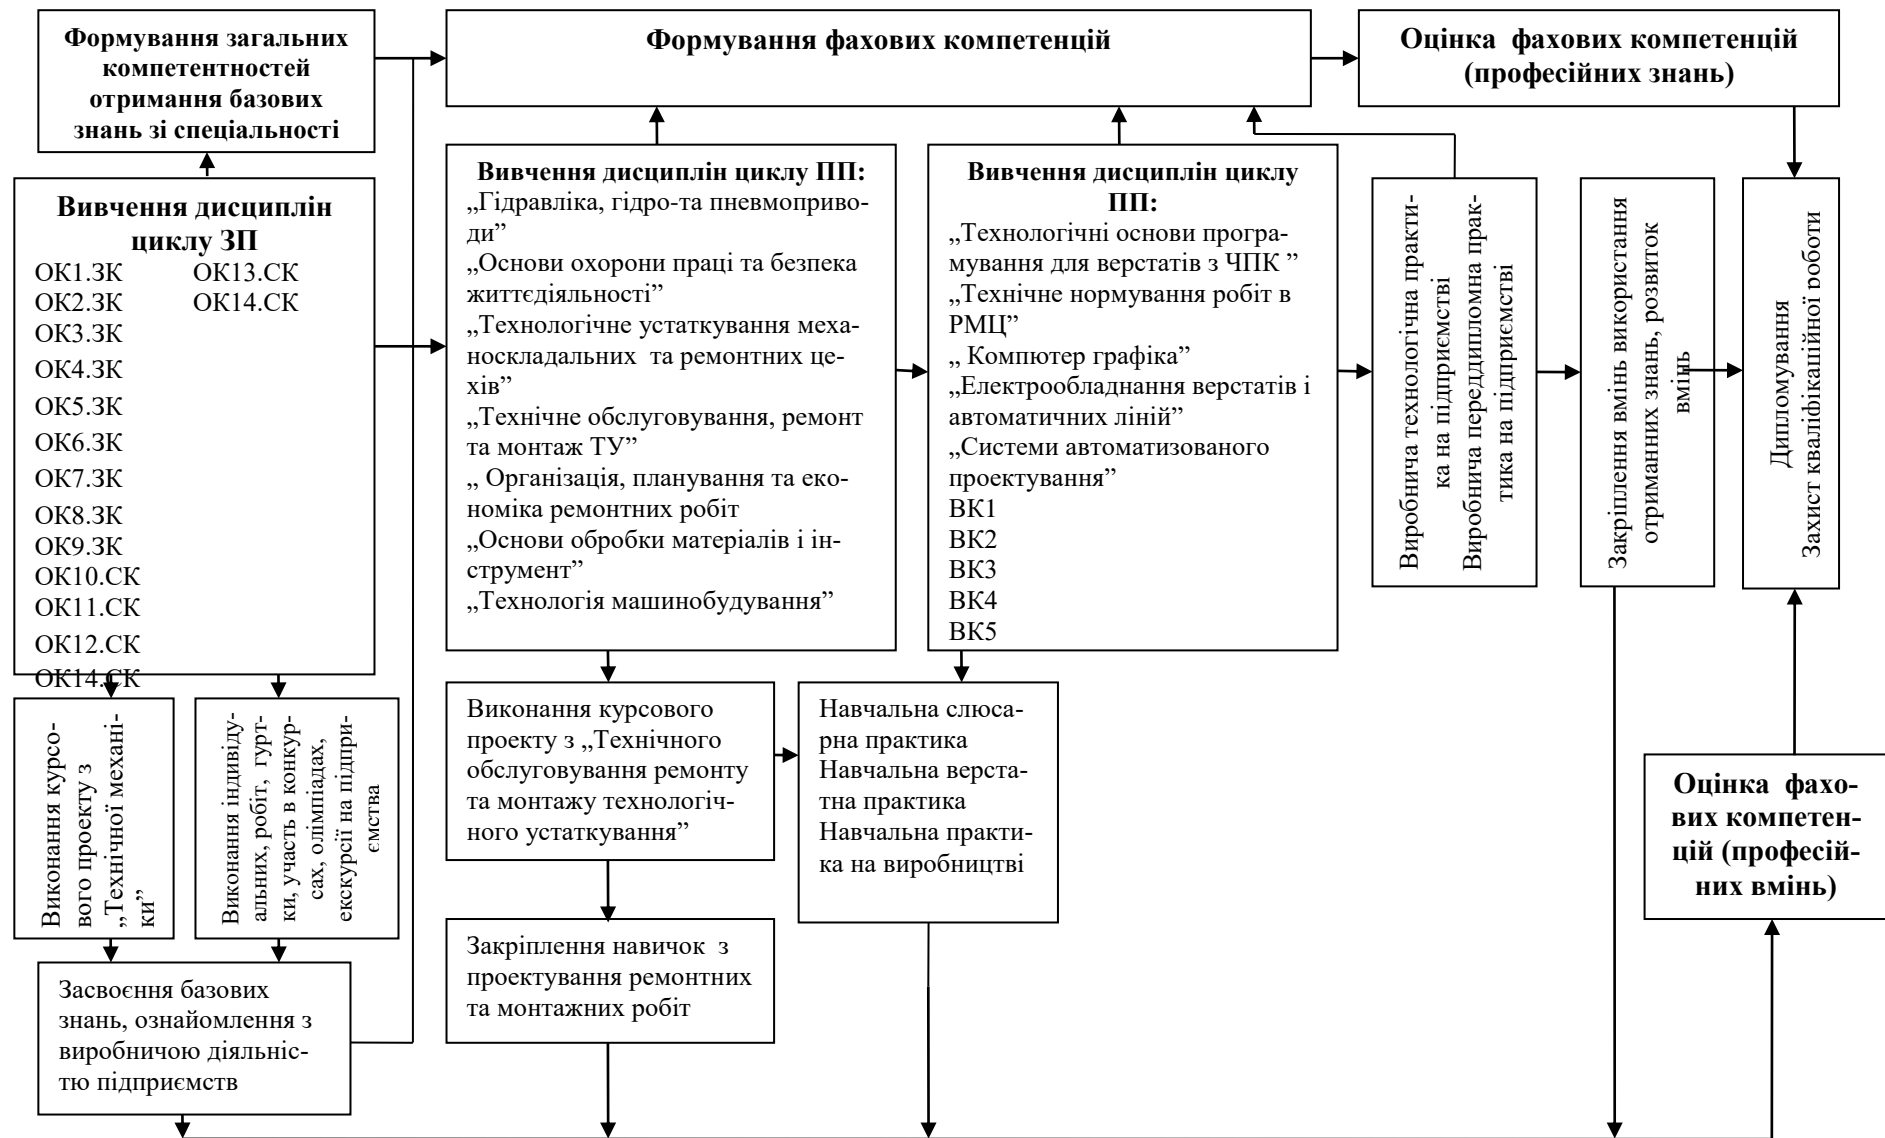 Формування загальних
компетентностей
отримання базових
знань зі спеціальності
Формування фахових компетенцій
Оцінка фахових компетенцій
(професійних знань)
Вивчення дисциплін
циклу ЗП
ОК1.ЗК ОК13.СК
ОК2.ЗК ОК14.СК
ОК3.ЗК
ОК4.ЗК
ОК5.ЗК
ОК6.ЗК
ОК7.ЗК
ОК8.ЗК
ОК9.ЗК
ОК10.СК
ОК11.СК
ОК12.СК
ОК14.СК
Вивчення дисциплін циклу ПП:
„Гідравліка, гідро-та пневмоприво-
ди”
„Основи охорони праці та безпека
життєдіяльності”
„Технологічне устаткування меха-
носкладальних та ремонтних це-
хів”
„Технічне обслуговування, ремонт
та монтаж ТУ”
„ Організація, планування та еко-
номіка ремонтних робіт
„Основи обробки матеріалів і ін-
струмент”
„Технологія машинобудування”
Вивчення дисциплін циклу
ПП:
„Технологічні основи програ-
мування для верстатів з ЧПК ”
„Технічне нормування робіт в
РМЦ”
„ Компютер графіка”
„Електрообладнання верстатів і
автоматичних ліній”
„Системи автоматизованого
проектування”
ВК1
ВК2
ВК3
ВК4
ВК5
Виробнича технологічна практи-
ка на підприємстві
Виробнича переддипломна прак-
тика на підприємстві
Закріплення вмінь використання
отриманних знань, розвиток
вмінь
Дипломування
Захист кваліфікаційної роботи
Виконання курсо-
вого проекту з
„Технічної механі-
ки”
Виконання індивіду-
альних, робіт, гурт-
ки, участь в конкур-
сах, олімпіадах,
екскурсії на підпри-
ємства
Виконання курсового
проекту з „Технічного
обслуговування ремонту
та монтажу технологіч-
ного устаткування”
Навчальна слюса-
рна практика
Навчальна верста-
тна практика
Навчальна практи-
ка на виробництві
Оцінка фахо-
вих компетен-
цій (професій-
них вмінь)
Засвоєння базових
знань, ознайомлення з
виробничою діяльніс-
тю підприємств
Закріплення навичок з
проектування ремонтних
та монтажних робіт